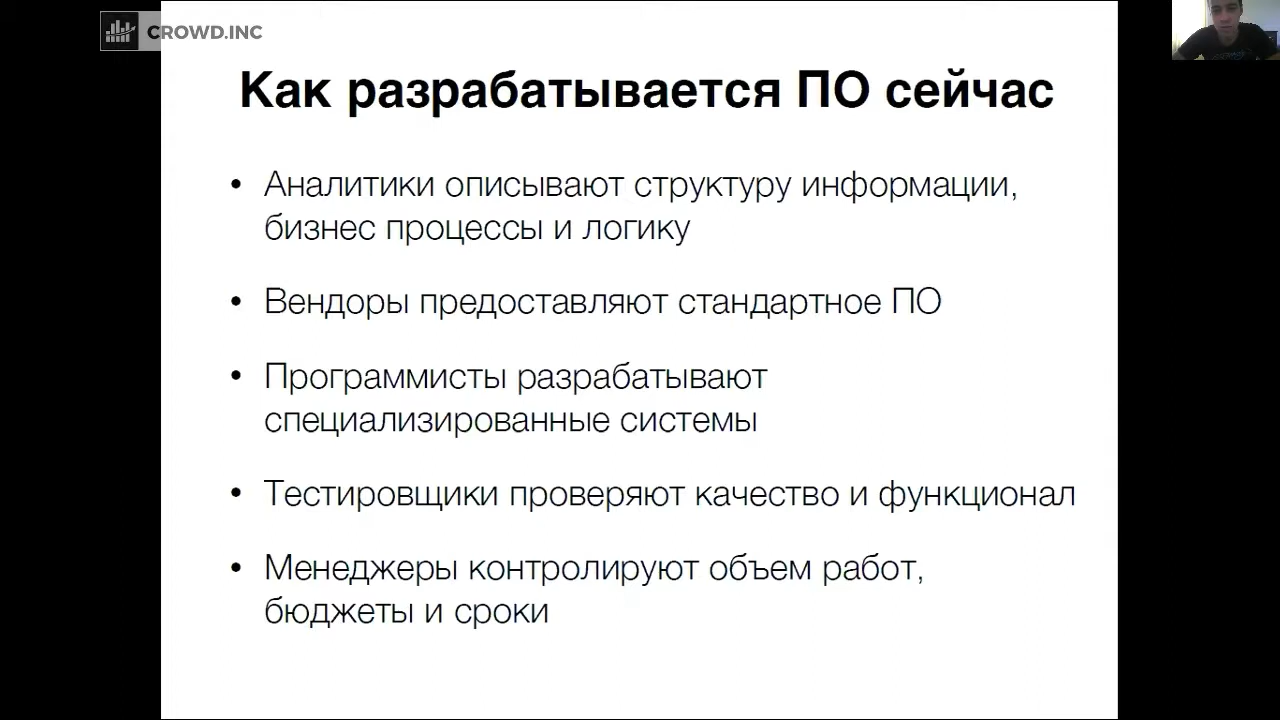 CROWD.INC
Как разрабатывается ПО сейчас
• Аналитики описывают структуру информации,
бизнес процессы и логику
• Вендоры предоставляют стандартное ПО
• Программисты разрабатывают
специализированные системы
• Тестировщики проверяют качество и функционал
• Менеджеры контролируют объем работ,
бюджеты и сроки